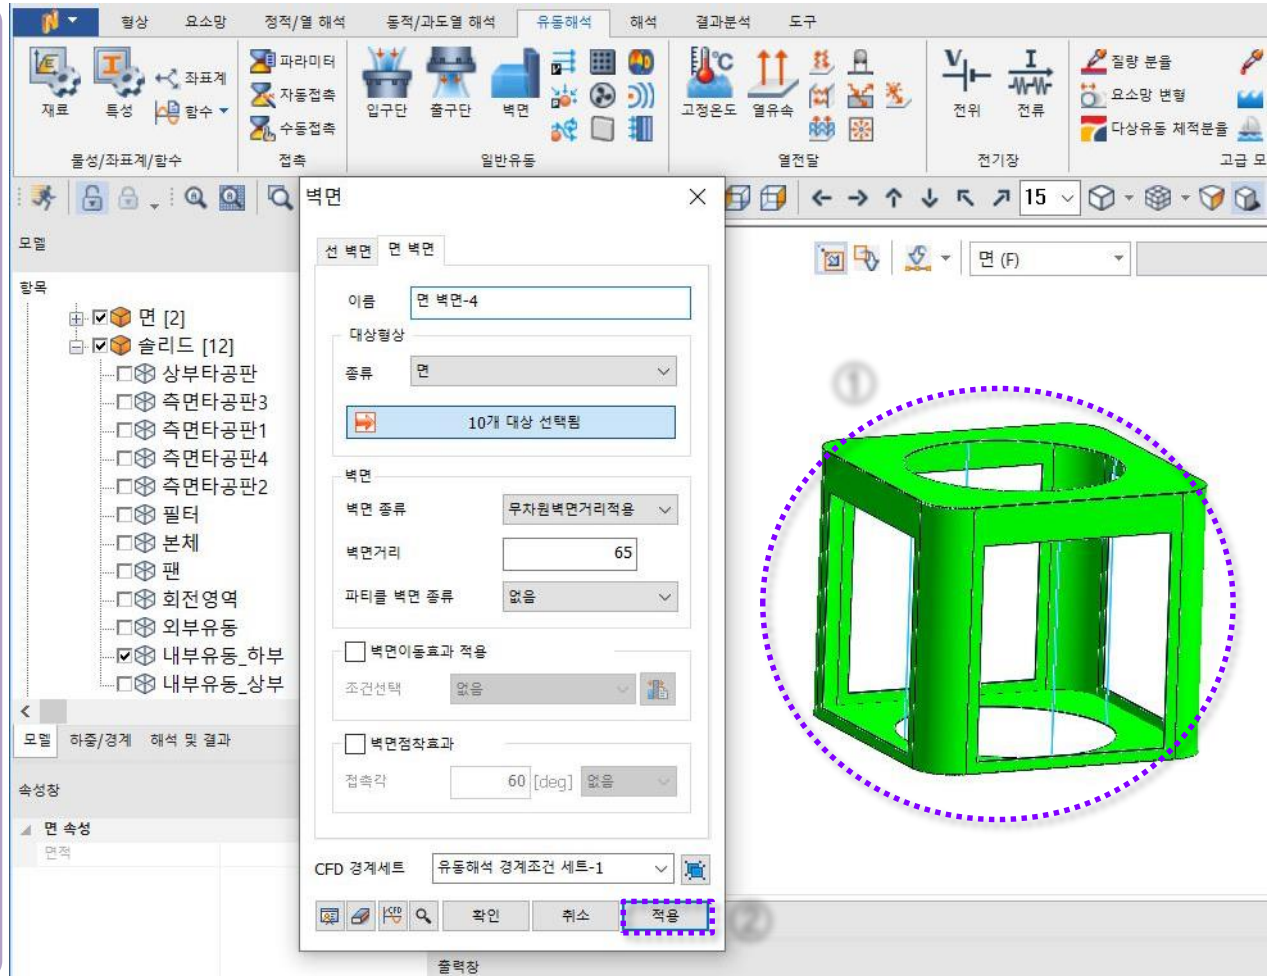 형상 요소망 정적/열 해석 동적/과도열 해석 유동해석 해석 결과분석 도구
재료 특성 좌표계 함수
파라미터
자동접촉
수동접촉
입구단 출구단 벽면
고정온도 열유속
전위 전류
질량 분율
요소망 변형
다상유동 체적분율
물성/좌표계/함수 접촉 일반유동 열전달 전기장 고급 모
15
모델
항목
면 [2]
솔리드 [12]
상부타공판
측면타공판3
측면타공판1
측면타공판4
측면타공판2
필터
본체
팬
회전영역
외부유동
내부유동_하부
내부유동_상부
모델 하중/경계 해석 및 결과
속성창
면 속성
면적
벽면
선 벽면 면 벽면
이름 면 벽면-4
대상형상
종류 면
10개 대상 선택됨
벽면
벽면 종류 무차원벽면거리적용
벽면거리 65
파티클 벽면 종류 없음
벽면이동효과 적용
조건선택 없음
벽면점착효과
접촉각 60 [deg] 없음
CFD 경계세트 유동해석 경계조건 세트-1
확인 취소 적용
②
면 (F)
①
출력창